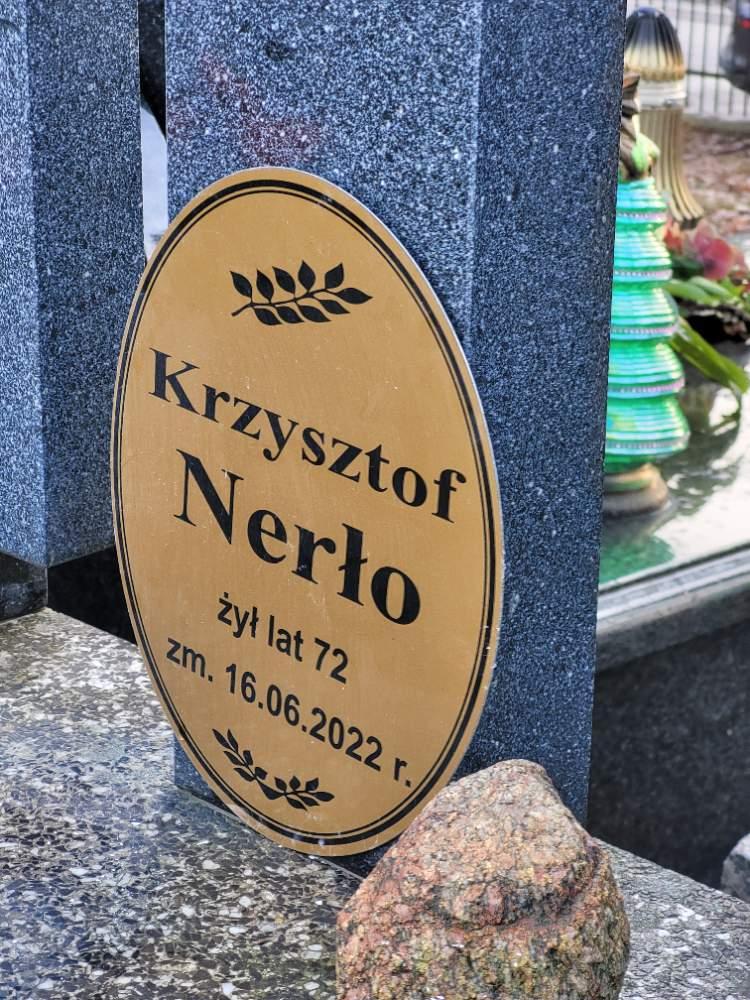 Krzysztof
Nerło
żył lat 72
zm. 16.06.2022 r.